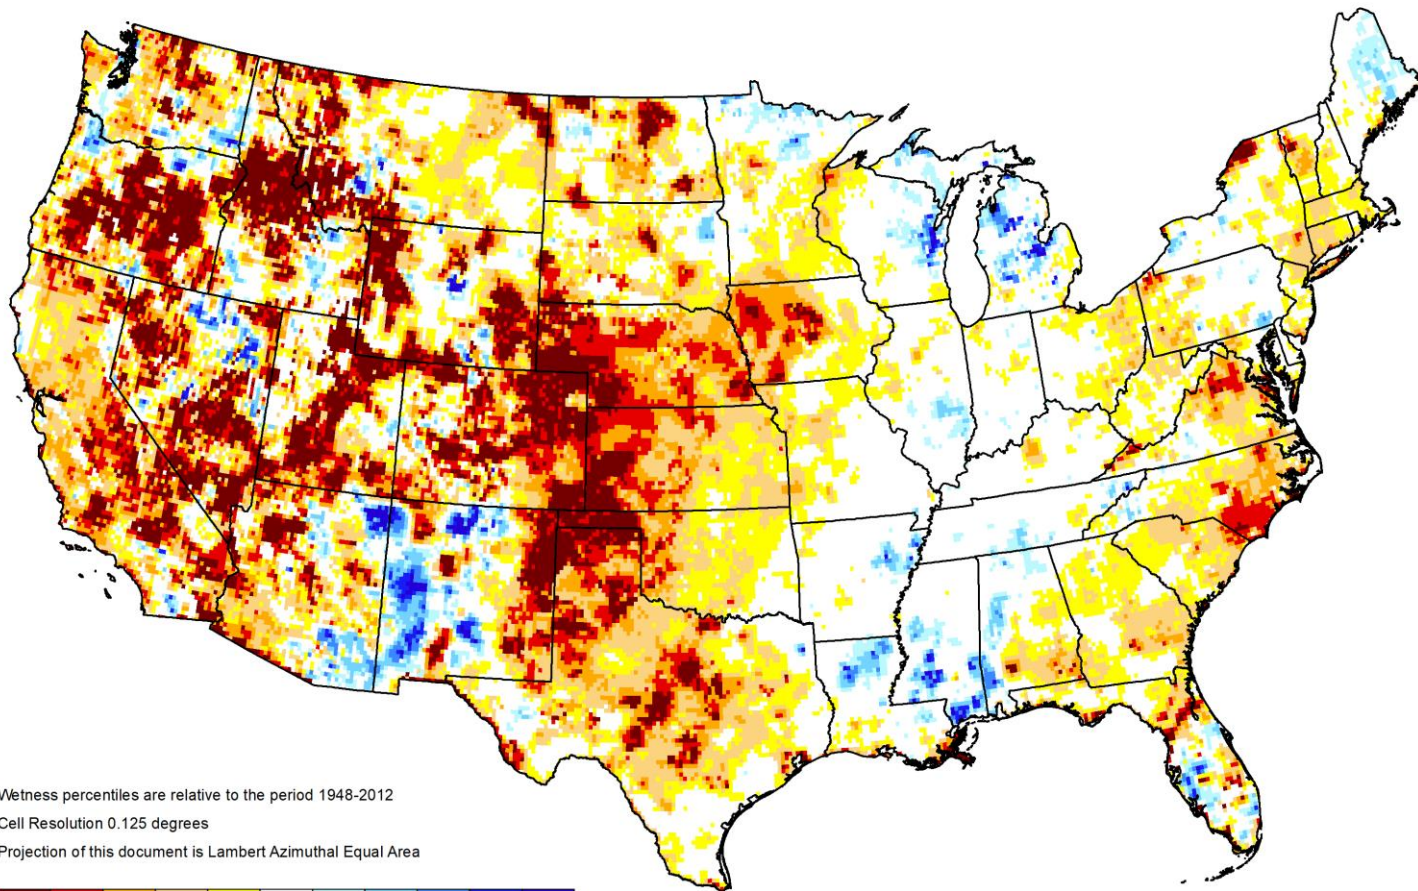 Wetness percentiles are relative to the period 1948-2012
Cell Resolution 0.125 degrees
Projection of this document is Lambert Azimuthal Equal Area